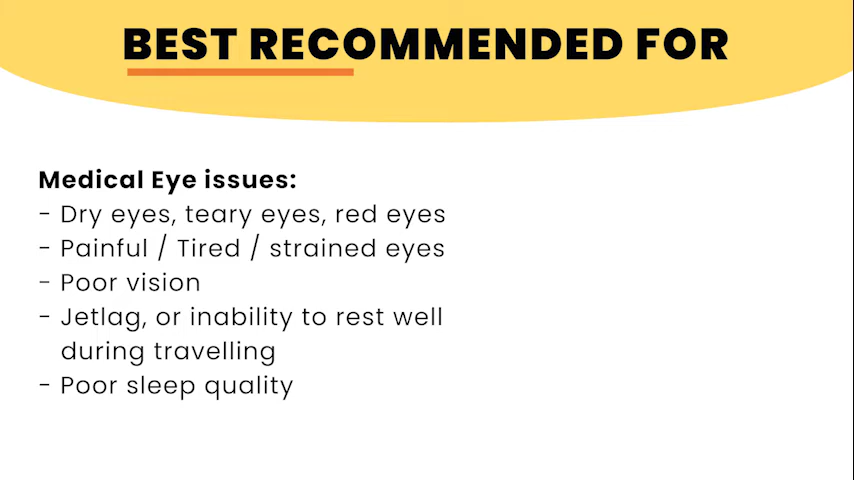 BEST RECOMMENDED FOR
Medical Eye issues:
- Dry eyes, teary eyes, red eyes
- Painful / Tired / strained eyes
- Poor vision
- Jetlag, or inability to rest well
during travelling
- Poor sleep quality